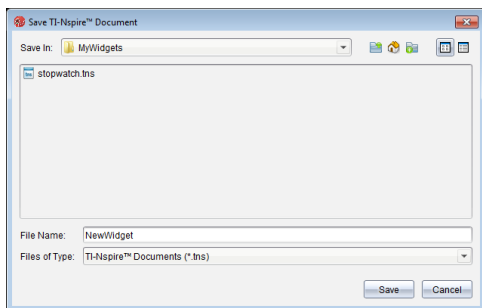 Save TI-Nspire™ Document
Save In: MyWidgets
stopwatch.tns
File Name: NewWidget
Files of Type: TI-Nspire™ Documents (*.tns)
Save Cancel